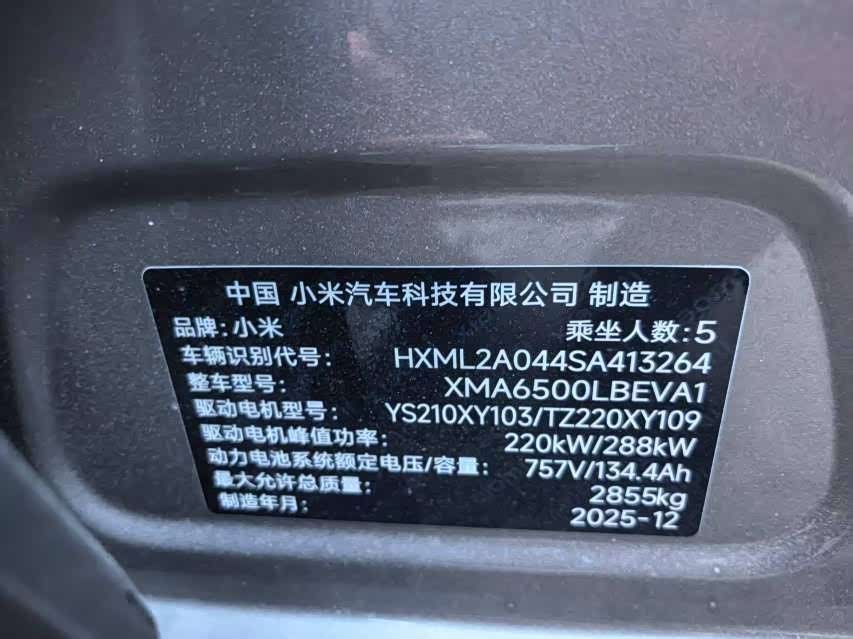 中国 小米汽车科技有限公司 制造
品牌:小米 乘坐人数:5
车辆识别代号: HXML2A044SA413264
整车型号: XMA6500LBEVA1
驱动电机型号: YS210XY103/TZ220XY109
驱动电机峰值功率: 220kW/288kW
动力电池系统额定电压/容量: 757V/134.4Ah
最大允许总质量: 2855kg
制造年月: 2025-12